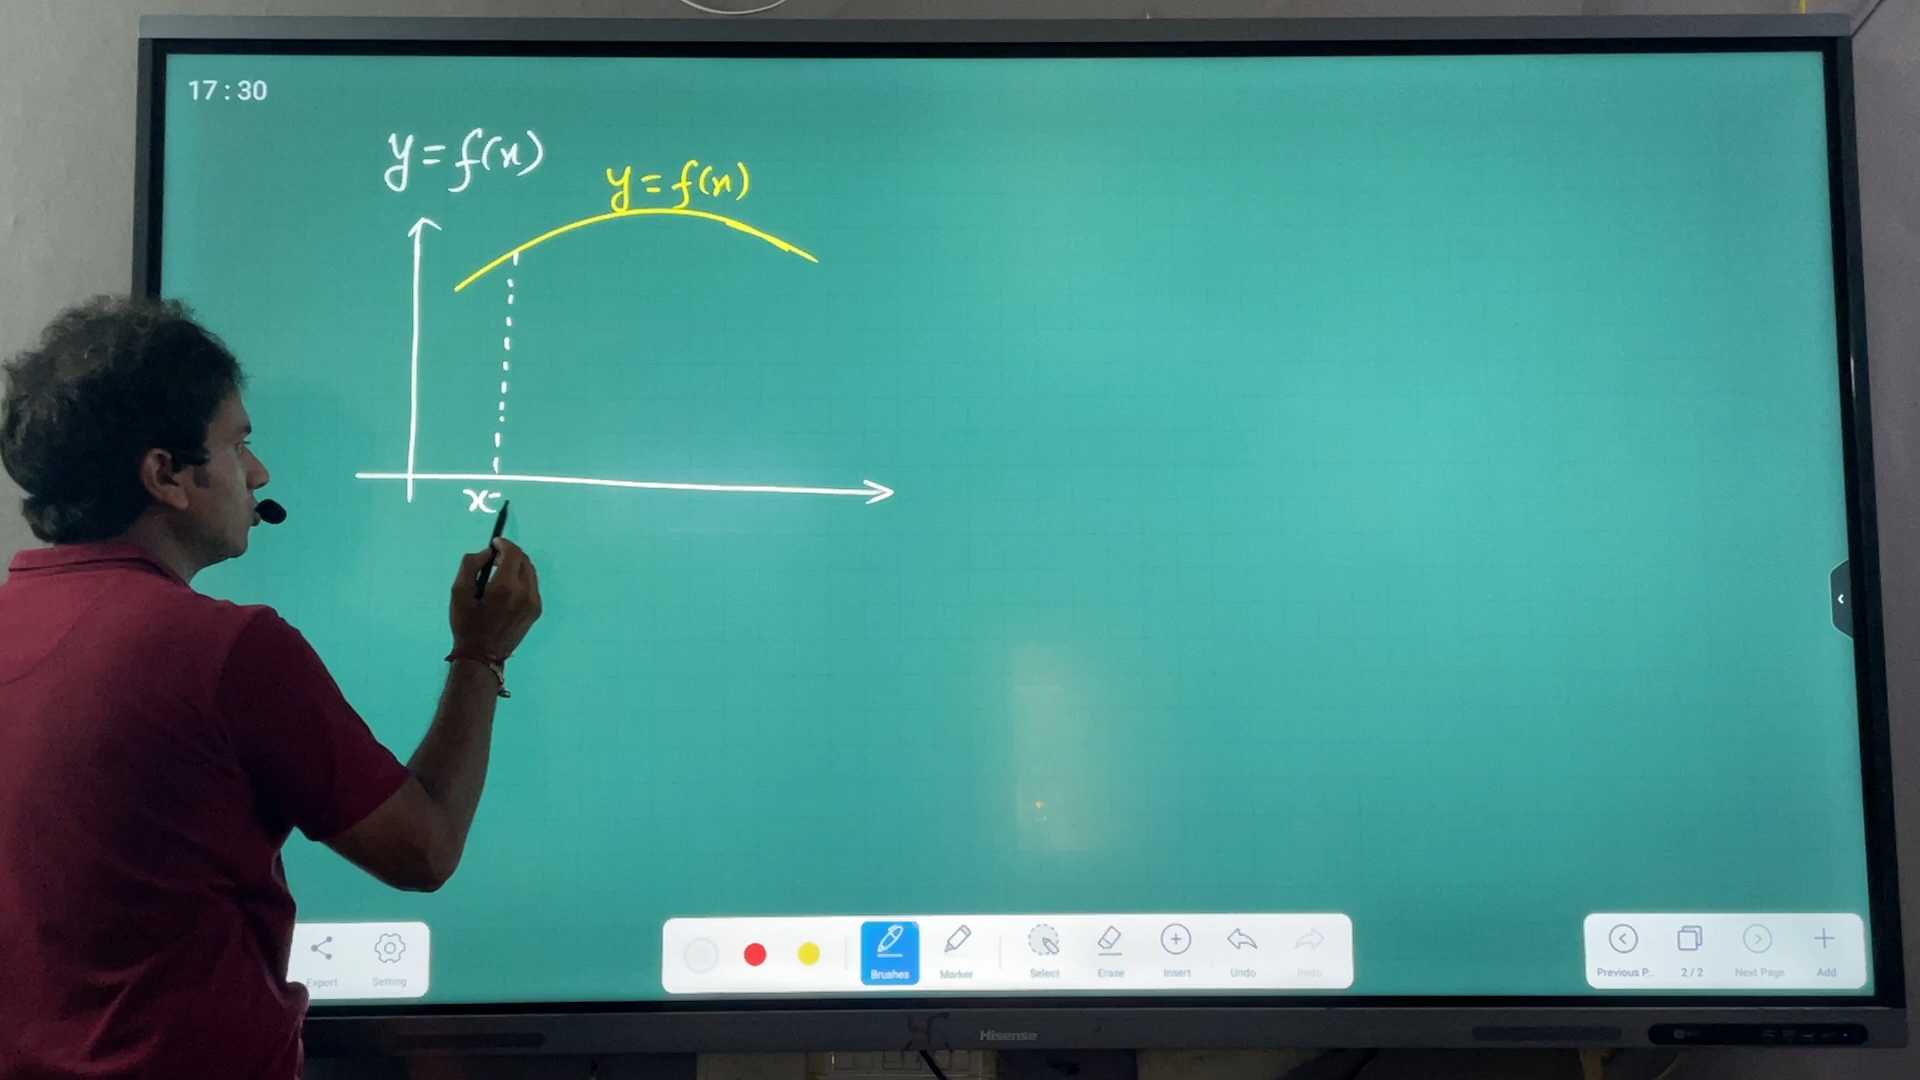 17:30
y=f(x)
y=f(x)
x=
Export
Setting
Brushes
Marker
Select
Erase
Insert
Undo
Redo
Previous P..
2/2
Next Page
Add
Hisense